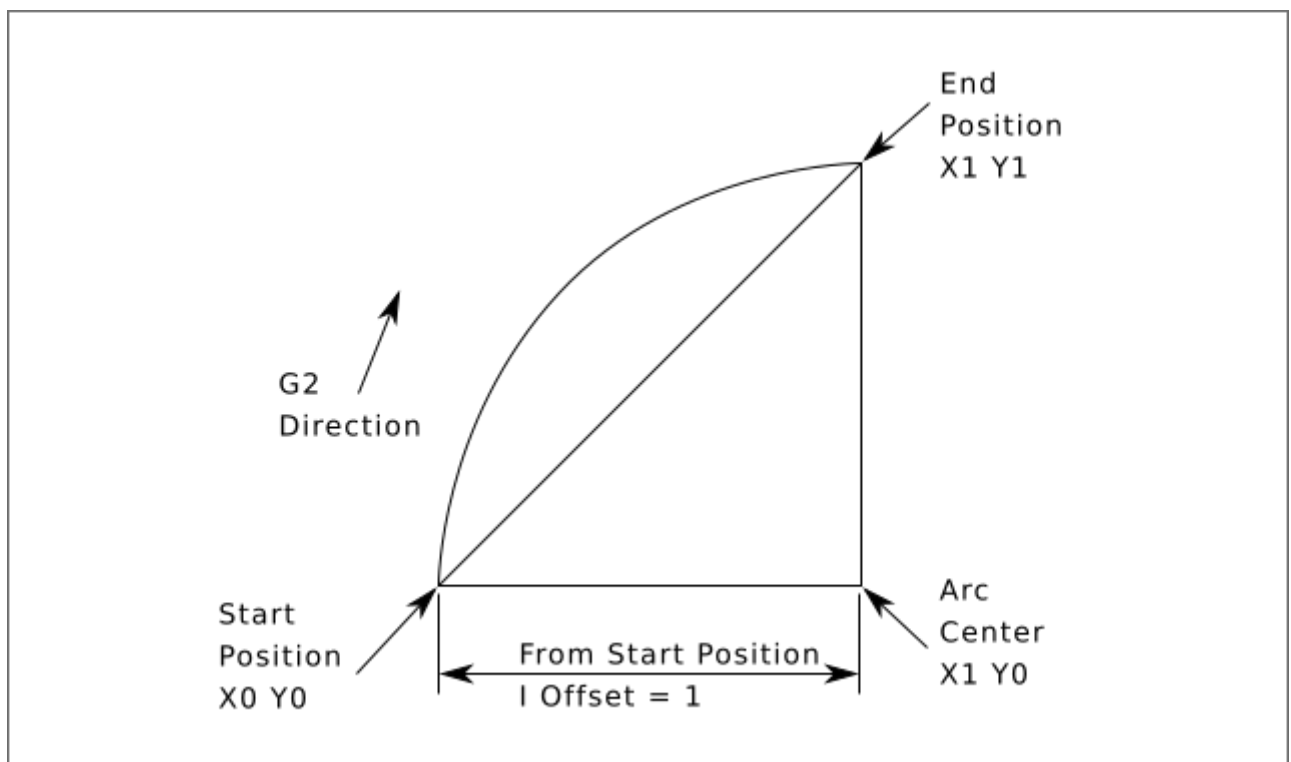 End
Position
X1 Y1
G2
Direction
Start
Position
X0 Y0
From Start Position
I Offset = 1
Arc
Center
X1 Y0